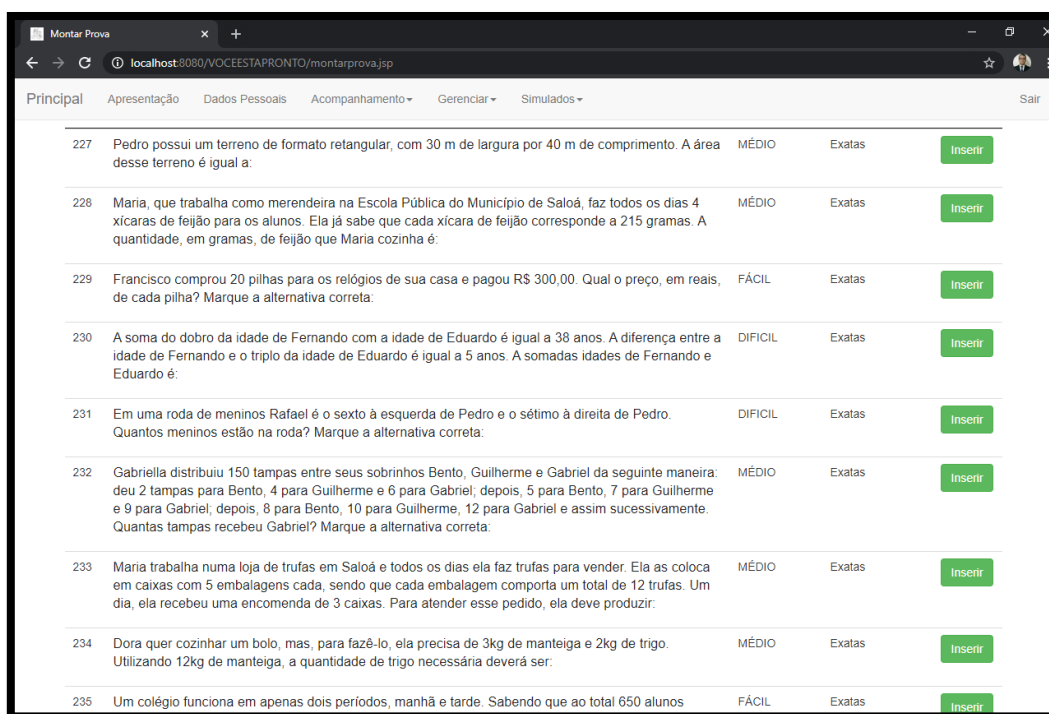 Montar Prova
localhost:8080/VOCEESTAPRONTO/montarprova.jsp
Principal Apresentação Dados Pessoais Acompanhamento Gerenciar Simulados Sair
227 Pedro possui um terreno de formato retangular, com 30 m de largura por 40 m de comprimento. A área MÉDIO Exatas Inserir
desse terreno é igual a:
228 Maria, que trabalha como merendeira na Escola Pública do Município de Saloá, faz todos os dias 4 MÉDIO Exatas Inserir
xícaras de feijão para os alunos. Ela já sabe que cada xícara de feijão corresponde a 215 gramas. A
quantidade, em gramas, de feijão que Maria cozinha é:
229 Francisco comprou 20 pilhas para os relógios de sua casa e pagou R$ 300,00. Qual o preço, em reais, FÁCIL Exatas Inserir
de cada pilha? Marque a alternativa correta:
230 A soma do dobro da idade de Fernando com a idade de Eduardo é igual a 38 anos. A diferença entre a DIFICIL Exatas Inserir
idade de Fernando e o triplo da idade de Eduardo é igual a 5 anos. A somadas idades de Fernando e
Eduardo é:
231 Em uma roda de meninos Rafael é o sexto à esquerda de Pedro e o sétimo à direita de Pedro. DIFICIL Exatas Inserir
Quantos meninos estão na roda? Marque a alternativa correta:
232 Gabriella distribuiu 150 tampas entre seus sobrinhos Bento, Guilherme e Gabriel da seguinte maneira: MÉDIO Exatas Inserir
deu 2 tampas para Bento, 4 para Guilherme e 6 para Gabriel; depois, 5 para Bento, 7 para Guilherme
e 9 para Gabriel; depois, 8 para Bento, 10 para Guilherme, 12 para Gabriel e assim sucessivamente.
Quantas tampas recebeu Gabriel? Marque a alternativa correta:
233 Maria trabalha numa loja de trufas em Saloá e todos os dias ela faz trufas para vender. Ela as coloca MÉDIO Exatas Inserir
em caixas com 5 embalagens cada, sendo que cada embalagem comporta um total de 12 trufas. Um
dia, ela recebeu uma encomenda de 3 caixas. Para atender esse pedido, ela deve produzir:
234 Dora quer cozinhar um bolo, mas, para fazê-lo, ela precisa de 3kg de manteiga e 2kg de trigo. MÉDIO Exatas Inserir
Utilizando 12kg de manteiga, a quantidade de trigo necessária deverá ser:
235 Um colégio funciona em apenas dois períodos, manhã e tarde. Sabendo que ao total 650 alunos FÁCIL Exatas Inserir